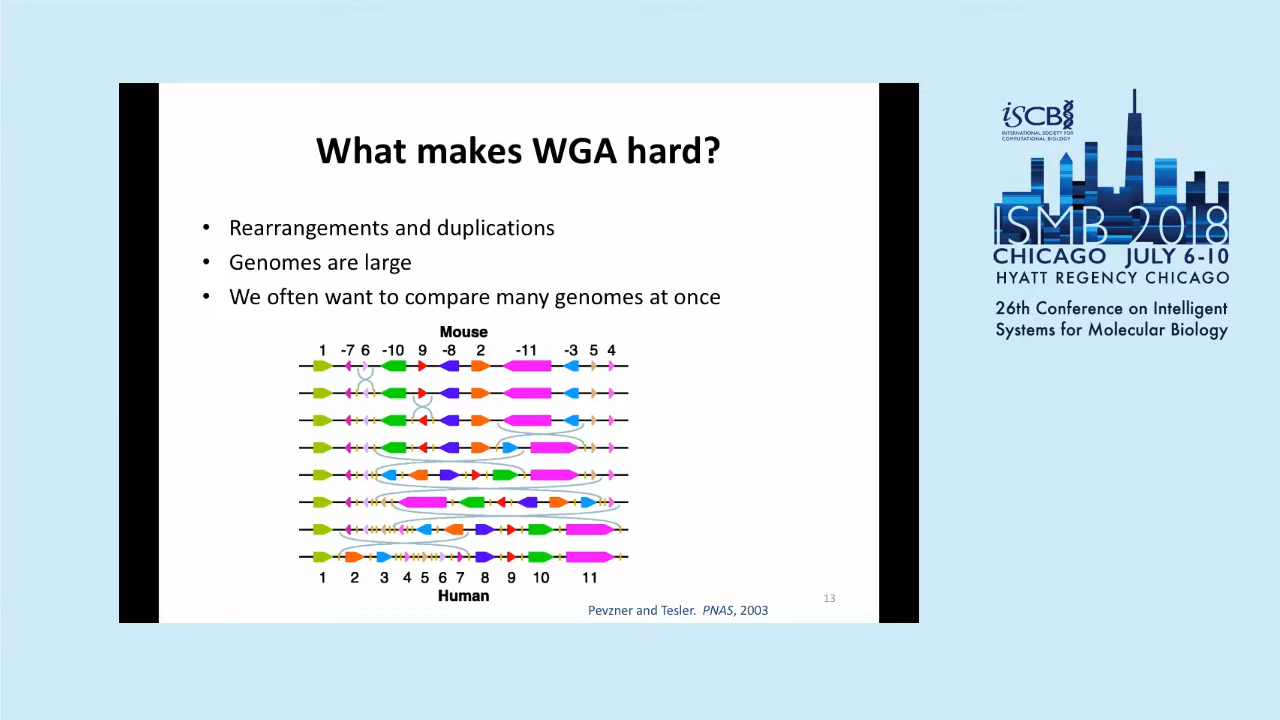 What makes WGA hard?
• Rearrangements and duplications
• Genomes are large
• We often want to compare many genomes at once
Mouse
1 -7 6 -10 9 -8 2 -11 -3 5 4
1 2 3 4 5 6 7 8 9 10 11
Human
Pevzner and Tesler. PNAS, 2003
13
iSCB
INTERNATIONAL SOCIETY FOR
COMPUTATIONAL BIOLOGY
ISMB 2018
CHICAGO JULY 6-10
HYATT REGENCY CHICAGO
26th Conference on Intelligent
Systems for Molecular Biology